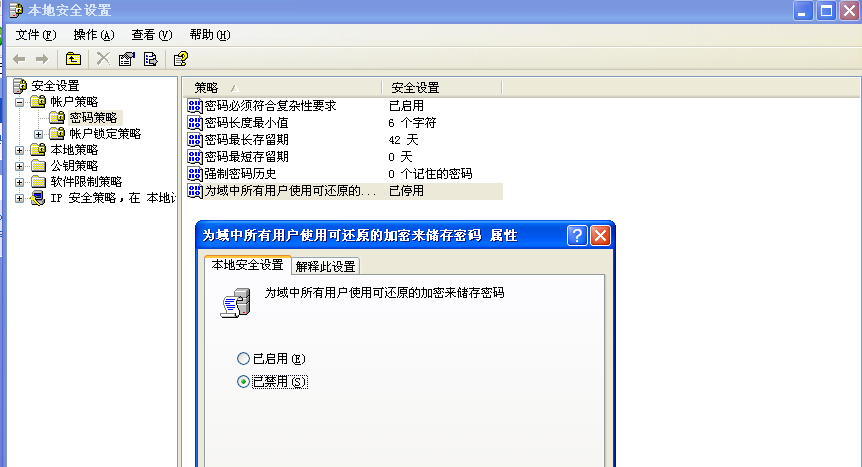 本地安全设置
文件(F) 操作(A) 查看(V) 帮助(H)
安全设置
帐户策略
密码策略
帐户锁定策略
本地策略
公钥策略
软件限制策略
IP 安全策略，在 本地
策略 安全设置
密码必须符合复杂性要求 已启用
密码长度最小值 6 个字符
密码最长存留期 42 天
密码最短存留期 0 天
强制密码历史 0 个记住的密码
为域中所有用户使用可还原的... 已停用
为域中所有用户使用可还原的加密来储存密码 属性
本地安全设置 解释此设置
为域中所有用户使用可还原的加密来储存密码
已启用(E)
已禁用(S)